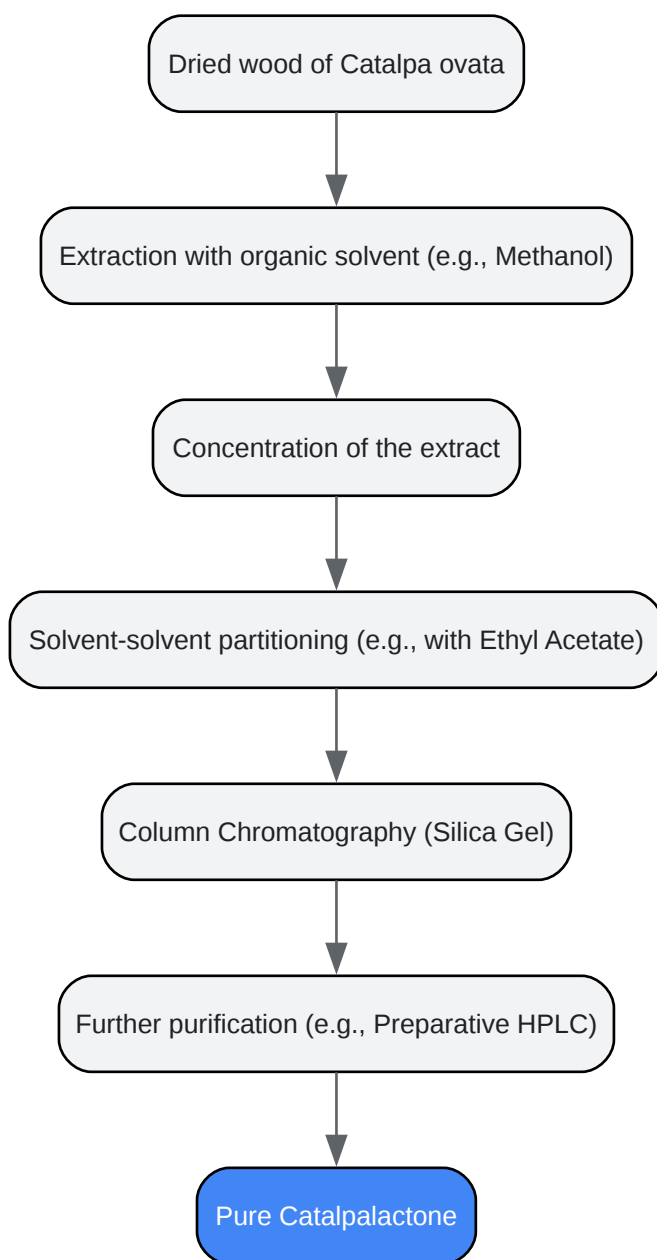 Dried wood of Catalpa ovata
Extraction with organic solvent (e.g., Methanol)
Concentration of the extract
Solvent-solvent partitioning (e.g., with Ethyl Acetate)
Column Chromatography (Silica Gel)
Further purification (e.g., Preparative HPLC)
Pure Catalpalactone